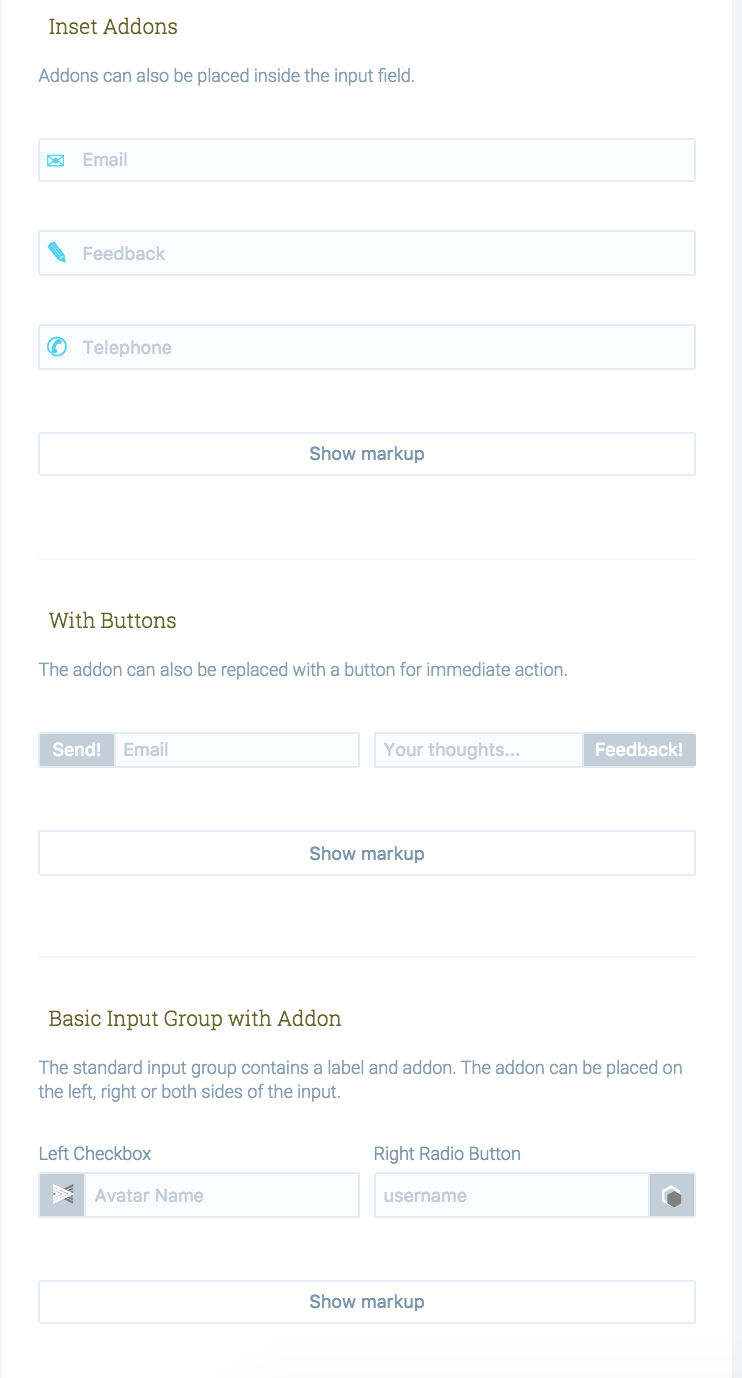 Inset Addons
Addons can also be placed inside the input field.
Email
Feedback
Telephone
Show markup
With Buttons
The addon can also be replaced with a button for immediate action.
Send! Email Your thoughts... Feedback!
Show markup
Basic Input Group with Addon
The standard input group contains a label and addon. The addon can be placed on
the left, right or both sides of the input.
Left Checkbox Right Radio Button
Avatar Name username
Show markup